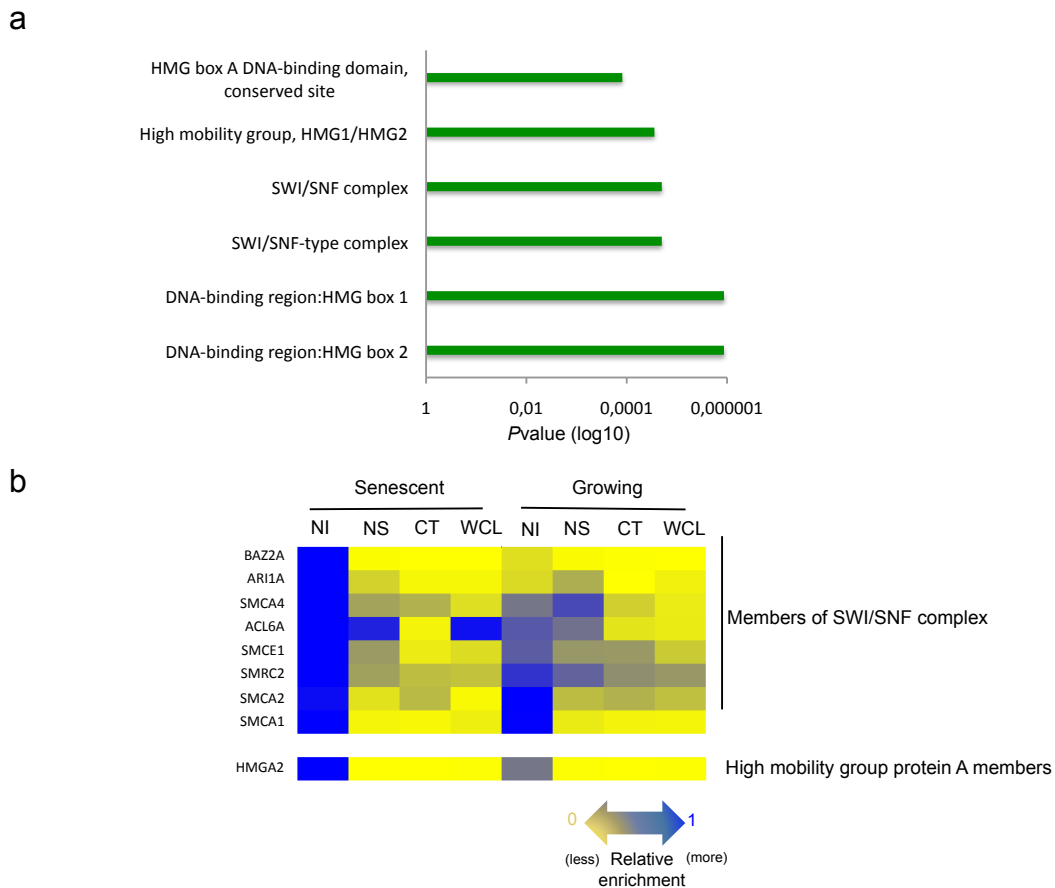 a
HMG box A DNA-binding domain,
conserved site
High mobility group, HMG1/HMG2
SWI/SNF complex
SWI/SNF-type complex
DNA-binding region:HMG box 1
DNA-binding region:HMG box 2
1 0,01 0,0001 0,000001
Pvalue (log10)
b
Senescent Growing
NI NS CT WCL NI NS CT WCL
BAZ2A
ARI1A
SMCA4
ACL6A
SMCE1
SMRC2
SMCA2
SMCA1
Members of SWI/SNF complex
HMGA2
High mobility group protein A members
0 1
(less) Relative (more)
enrichment